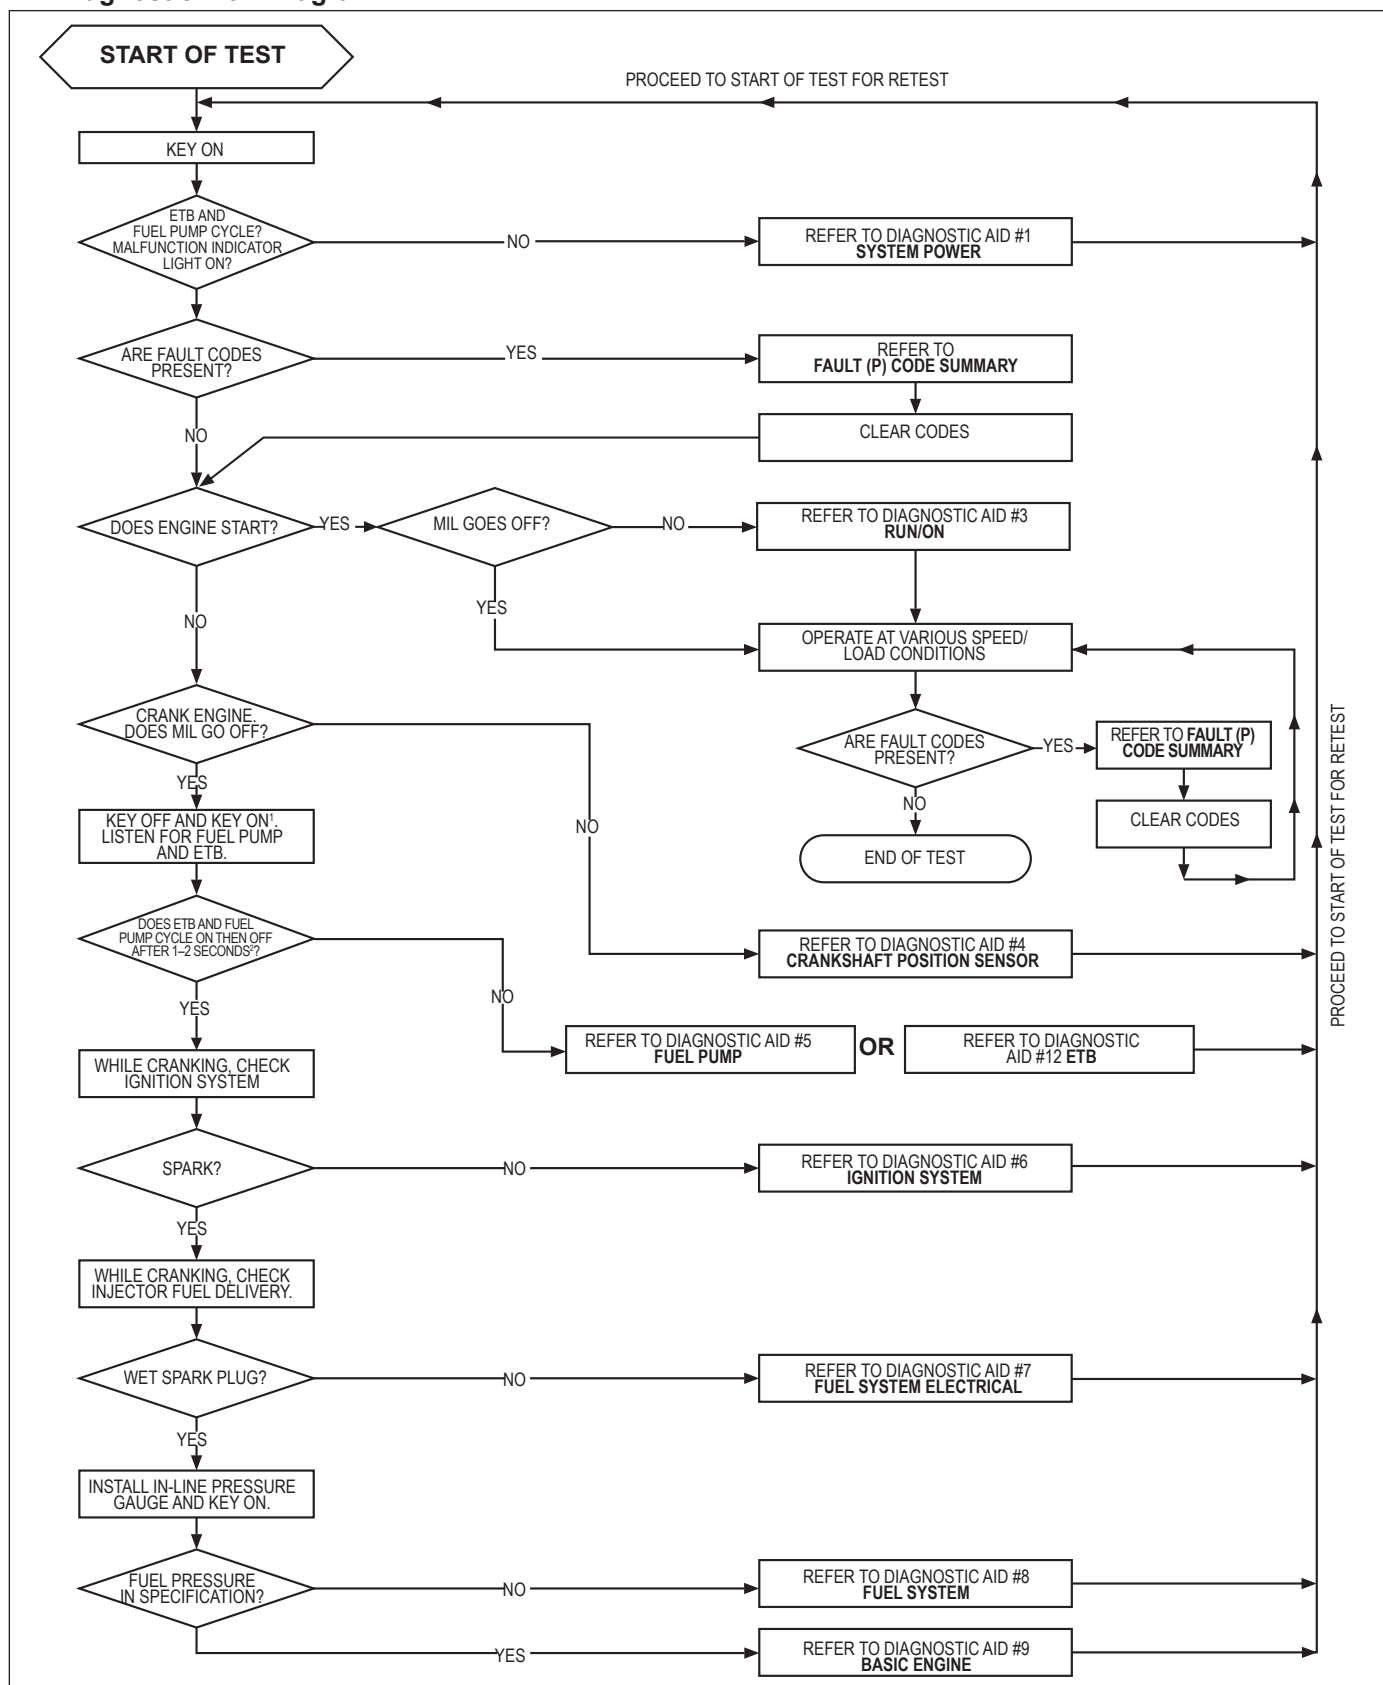 START OF TEST
PROCEED TO START OF TEST FOR RETEST
KEY ON
ETB AND
FUEL PUMP CYCLE?
MALFUNCTION INDICATOR
LIGHT ON?
NO
REFER TO DIAGNOSTIC AID #1
SYSTEM POWER
ARE FAULT CODES
PRESENT?
YES
REFER TO
FAULT (P) CODE SUMMARY
NO
CLEAR CODES
DOES ENGINE START?
YES
MIL GOES OFF?
NO
REFER TO DIAGNOSTIC AID #3
RUN/ON
YES
NO
OPERATE AT VARIOUS SPEED/
LOAD CONDITIONS
CRANK ENGINE.
DOES MIL GO OFF?
ARE FAULT CODES
PRESENT?
YES
REFER TO FAULT (P)
CODE SUMMARY
YES
NO
KEY OFF AND KEY ON¹.
LISTEN FOR FUEL PUMP
AND ETB.
NO
CLEAR CODES
END OF TEST
PROCEED TO START OF TEST FOR RETEST
DOES ETB AND FUEL
PUMP CYCLE ON THEN OFF
AFTER 1–2 SECONDS²?
REFER TO DIAGNOSTIC AID #4
CRANKSHAFT POSITION SENSOR
NO
YES
REFER TO DIAGNOSTIC AID #5
FUEL PUMP
OR
REFER TO DIAGNOSTIC
AID #12 ETB
WHILE CRANKING, CHECK
IGNITION SYSTEM
SPARK?
NO
REFER TO DIAGNOSTIC AID #6
IGNITION SYSTEM
YES
WHILE CRANKING, CHECK
INJECTOR FUEL DELIVERY.
WET SPARK PLUG?
NO
REFER TO DIAGNOSTIC AID #7
FUEL SYSTEM ELECTRICAL
YES
INSTALL IN-LINE PRESSURE
GAUGE AND KEY ON.
FUEL PRESSURE
IN SPECIFICATION?
NO
REFER TO DIAGNOSTIC AID #8
FUEL SYSTEM
YES
REFER TO DIAGNOSTIC AID #9
BASIC ENGINE